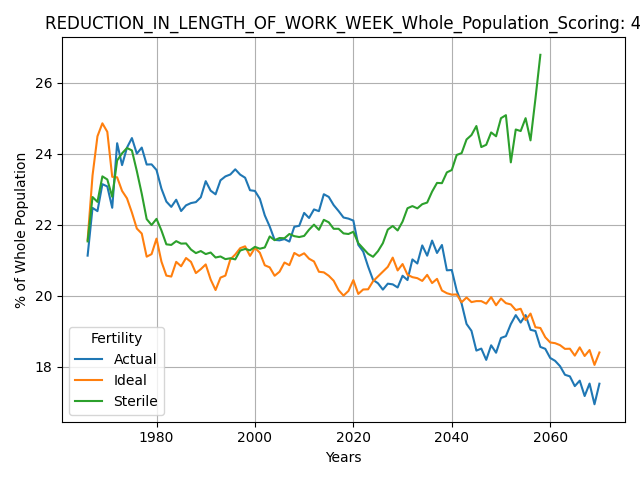 REDUCTION_IN_LENGTH_OF_WORK_WEEK_Whole_Population_Scoring: 4
% of Whole Population
26
24
22
20
18
Fertility
Actual
Ideal
Sterile
1980
2000
2020
2040
2060
Years